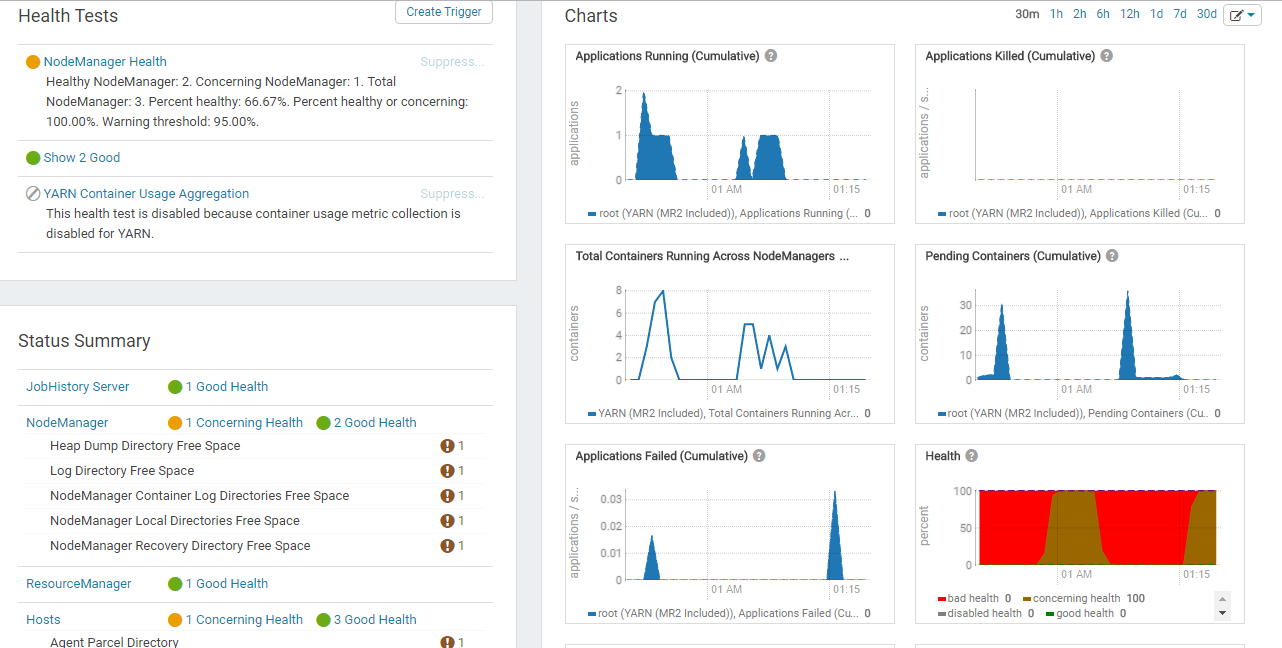 Health Tests
Create Trigger
NodeManager Health
Suppress...
Healthy NodeManager: 2. Concerning NodeManager: 1. Total
NodeManager: 3. Percent healthy: 66.67%. Percent healthy or concerning:
100.00%. Warning threshold: 95.00%.
Show 2 Good
YARN Container Usage Aggregation
Suppress...
This health test is disabled because container usage metric collection is
disabled for YARN.
Status Summary
JobHistory Server
1 Good Health
NodeManager
1 Concerning Health
2 Good Health
Heap Dump Directory Free Space
1
Log Directory Free Space
1
NodeManager Container Log Directories Free Space
1
NodeManager Local Directories Free Space
1
NodeManager Recovery Directory Free Space
1
ResourceManager
1 Good Health
Hosts
1 Concerning Health
3 Good Health
Agent Parcel Directory
1
Charts
30m 1h 2h 6h 12h 1d 7d 30d
Applications Running (Cumulative) ?
applications
2
1
0
01 AM
01:15
root (YARN (MR2 Included)), Applications Running (... 0
Applications Killed (Cumulative) ?
applications / s...
01 AM
01:15
root (YARN (MR2 Included)), Applications Killed (Cu... 0
Total Containers Running Across NodeManagers ...
containers
8
6
4
2
0
01 AM
01:15
YARN (MR2 Included), Total Containers Running Acr... 0
Pending Containers (Cumulative) ?
containers
30
20
10
0
01 AM
01:15
root (YARN (MR2 Included)), Pending Containers (Cu.. 0
Applications Failed (Cumulative) ?
applications / s...
0.03
0.02
0.01
0
01 AM
01:15
root (YARN (MR2 Included)), Applications Failed (Cu... 0
Health ?
percent
100
50
0
01 AM
01:15
bad health 0
concerning health 100
disabled health 0
good health 0